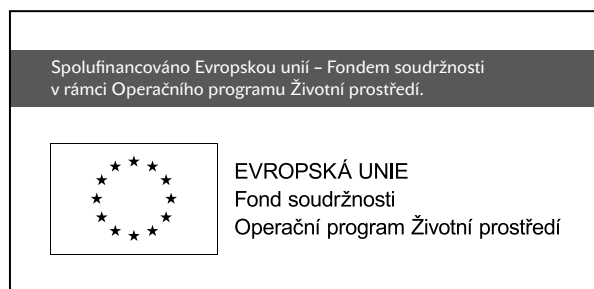 Spolufinancováno Evropskou unií – Fondem soudržnosti
v rámci Operačního programu Životní prostředí.
EVROPSKÁ UNIE
Fond soudržnosti
Operační program Životní prostředí